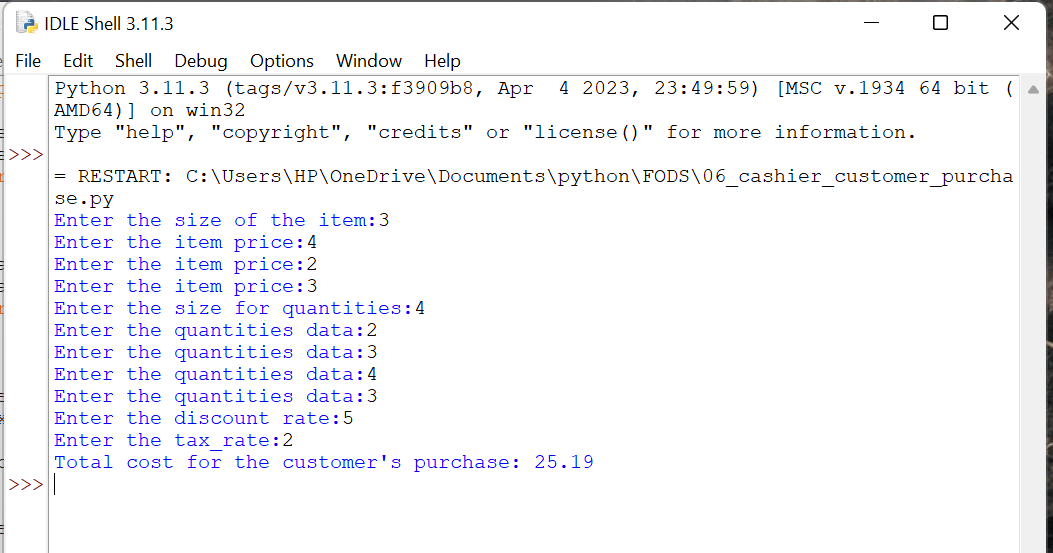 IDLE Shell 3.11.3
File Edit Shell Debug Options Window Help
Python 3.11.3 (tags/v3.11.3:f3909b8, Apr  4 2023, 23:49:59) [MSC v.1934 64 bit (
AMD64)] on win32
Type "help", "copyright", "credits" or "license()" for more information.
>>>
= RESTART: C:\Users\HP\OneDrive\Documents\python\FODS\06_cashier_customer_purcha
se.py
Enter the size of the item:3
Enter the item price:4
Enter the item price:2
Enter the item price:3
Enter the size for quantities:4
Enter the quantities data:2
Enter the quantities data:3
Enter the quantities data:4
Enter the quantities data:3
Enter the discount rate:5
Enter the tax_rate:2
Total cost for the customer's purchase: 25.19
>>>